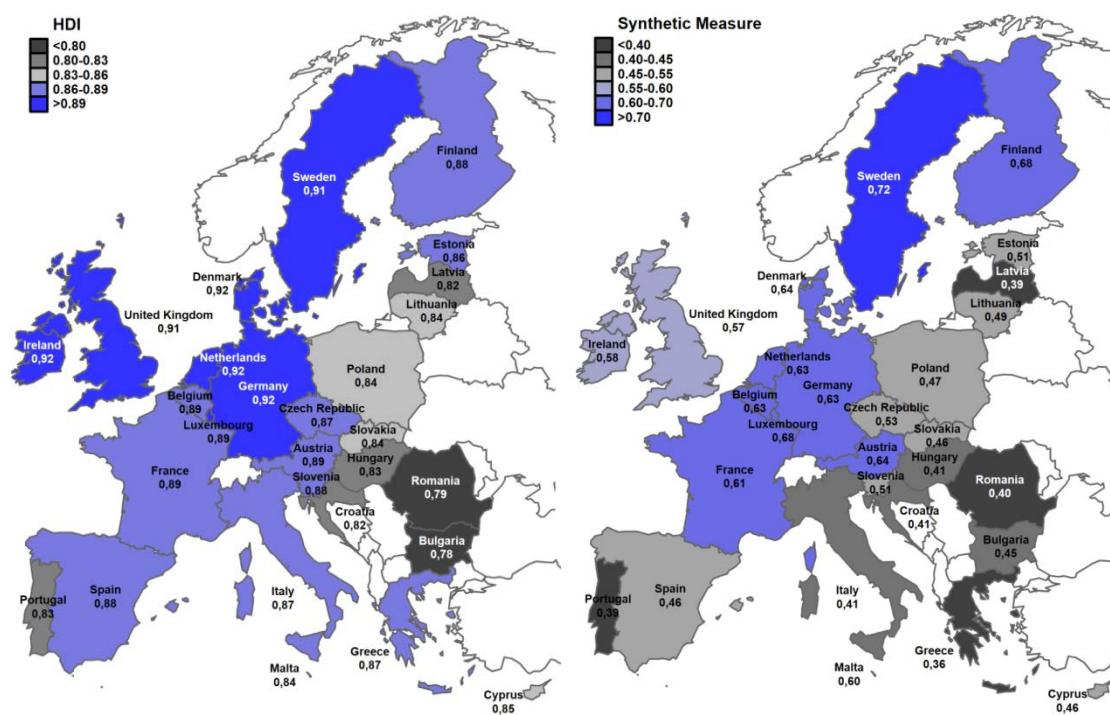 HDI
<0.80
0.80-0.83
0.83-0.86
0.86-0.89
>0.89
Finland
0,88
Sweden
0,91
Estonia
0,86
Latvia
0,82
Denmark
0,92
Lithuania
0,84
United Kingdom
0,91
Ireland
0,92
Netherlands
0,92
Poland
0,84
Germany
0,92
Belgium
0,89
Czech Republic
0,87
Luxembourg
0,89
Slovakia
0,84
Austria
0,89
Hungary
0,83
France
0,89
Slovenia
0,88
Romania
0,79
Croatia
0,82
Bulgaria
0,78
Spain
0,88
Portugal
0,83
Italy
0,87
Greece
0,87
Malta
0,84
Cyprus
0,85
Synthetic Measure
<0.40
0.40-0.45
0.45-0.55
0.55-0.60
0.60-0.70
>0.70
Finland
0,68
Sweden
0,72
Estonia
0,51
Latvia
0,39
Denmark
0,64
Lithuania
0,49
United Kingdom
0,57
Ireland
0,58
Netherlands
0,63
Poland
0,47
Germany
0,63
Belgium
0,63
Czech Republic
0,53
Luxembourg
0,68
Slovakia
0,46
Austria
0,64
Hungary
0,41
France
0,61
Slovenia
0,51
Romania
0,40
Croatia
0,41
Bulgaria
0,45
Spain
0,46
Portugal
0,39
Italy
0,41
Greece
0,36
Malta
0,60
Cyprus
0,46